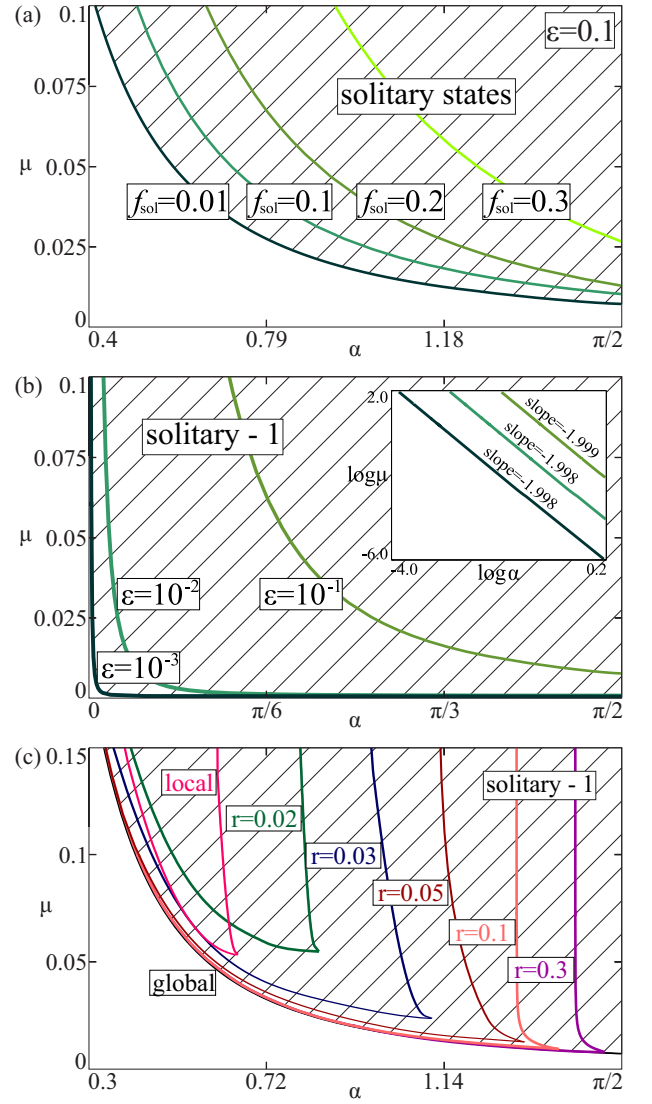 (a)
0.1
ε=0.1
solitary states
0.075
0.05
μ
f_sol=0.01
f_sol=0.1
f_sol=0.2
f_sol=0.3
0.025
0
0.4
0.79
α
1.18
π/2
(b)
0.1
solitary - 1
0.075
0.05
μ
2.0
logμ
-6.0
-4.0
logα
0.2
slope=-1.999
slope=-1.998
slope=-1.998
ε=10⁻²
ε=10⁻¹
0.025
ε=10⁻³
0
0
π/6
α
π/3
π/2
(c)
0.15
local
solitary - 1
r=0.02
r=0.03
0.1
r=0.05
μ
r=0.1
0.05
global
r=0.3
0
0.3
0.72
α
1.14
π/2